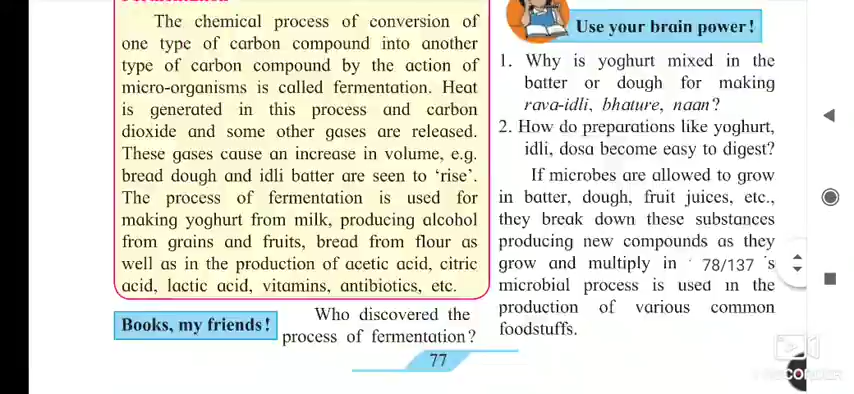 The chemical process of conversion of
one type of carbon compound into another
type of carbon compound by the action of
micro-organisms is called fermentation. Heat
is generated in this process and carbon
dioxide and some other gases are released.
These gases cause an increase in volume, e.g.
bread dough and idli batter are seen to ‘rise’.
The process of fermentation is used for
making yoghurt from milk, producing alcohol
from grains and fruits, bread from flour as
well as in the production of acetic acid, citric
acid, lactic acid, vitamins, antibiotics, etc.
Books, my friends!
Who discovered the
process of fermentation?
Use your brain power!
1. Why is yoghurt mixed in the
batter or dough for making
rava-idli, bhature, naan?
2. How do preparations like yoghurt,
idli, dosa become easy to digest?
If microbes are allowed to grow
in batter, dough, fruit juices, etc.,
they break down these substances
producing new compounds as they
grow and multiply in
78/137
microbial process is used in the
production of various common
foodstuffs.
77